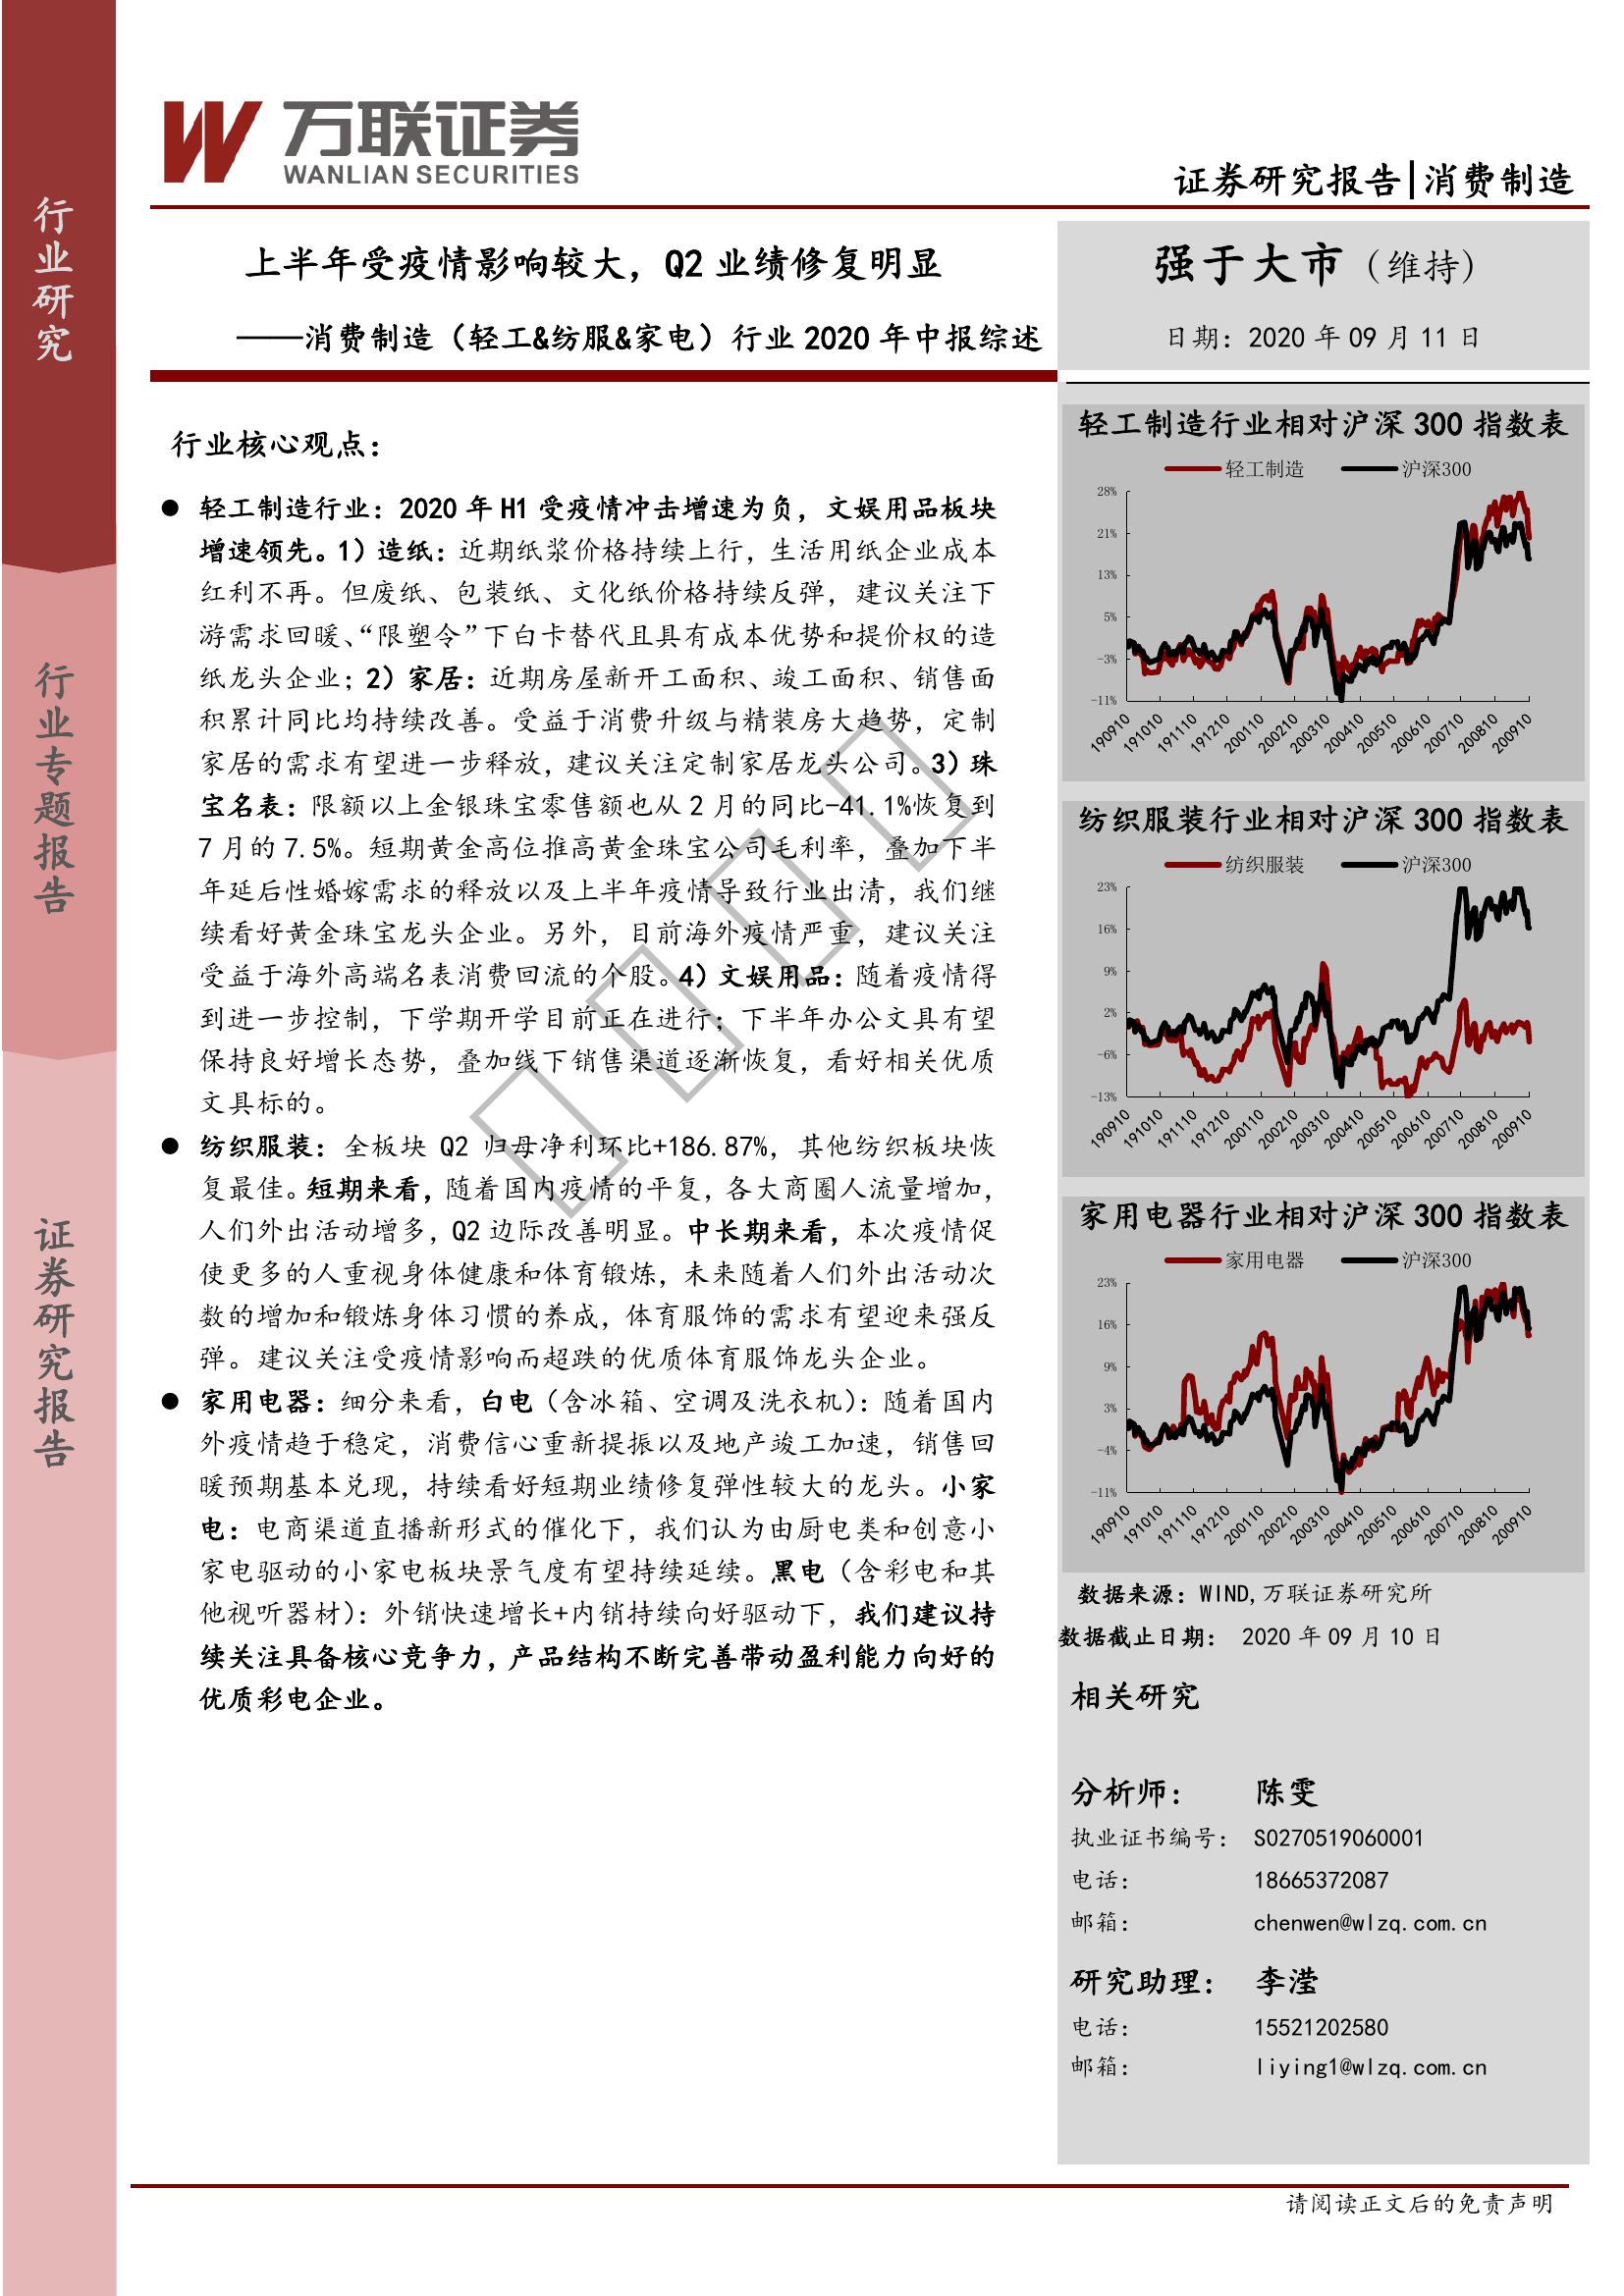 行业研究
行业专题报告
证券研究报告
万联证券
WANLIAN SECURITIES
证券研究报告|消费制造
上半年受疫情影响较大，Q2 业绩修复明显
——消费制造（轻工&纺服&家电）行业 2020 年中报综述
强于大市（维持）
日期：2020 年 09 月 11 日
行业核心观点：
● 轻工制造行业：2020 年 H1 受疫情冲击增速为负，文娱用品板块
增速领先。1）造纸：近期纸浆价格持续上行，生活用纸企业成本
红利不再。但废纸、包装纸、文化纸价格持续反弹，建议关注下
游需求回暖、“限塑令”下白卡替代且具有成本优势和提价权的造
纸龙头企业；2）家居：近期房屋新开工面积、竣工面积、销售面
积累计同比均持续改善。受益于消费升级与精装房大趋势，定制
家居的需求有望进一步释放，建议关注定制家居龙头公司。3）珠
宝名表：限额以上金银珠宝零售额也从 2 月的同比-41.1%恢复到
7 月的 7.5%。短期黄金高位推高黄金珠宝公司毛利率，叠加下半
年延后性婚嫁需求的释放以及上半年疫情导致行业出清，我们继
续看好黄金珠宝龙头企业。另外，目前海外疫情严重，建议关注
受益于海外高端名表消费回流的个股。4）文娱用品：随着疫情得
到进一步控制，下学期开学目前正在进行；下半年办公文具有望
保持良好增长态势，叠加线下销售渠道逐渐恢复，看好相关优质
文具标的。
● 纺织服装：全板块 Q2 归母净利环比+186.87%，其他纺织板块恢
复最佳。短期来看，随着国内疫情的平复，各大商圈人流量增加，
人们外出活动增多，Q2 边际改善明显。中长期来看，本次疫情促
使更多的人重视身体健康和体育锻炼，未来随着人们外出活动次
数的增加和锻炼身体习惯的养成，体育服饰的需求有望迎来强反
弹。建议关注受疫情影响而超跌的优质体育服饰龙头企业。
● 家用电器：细分来看，白电（含冰箱、空调及洗衣机）：随着国内
外疫情趋于稳定，消费信心重新提振以及地产竣工加速，销售回
暖预期基本兑现，持续看好短期业绩修复弹性较大的龙头。小家
电：电商渠道直播新形式的催化下，我们认为由厨电类和创意小
家电驱动的小家电板块景气度有望持续延续。黑电（含彩电和其
他视听器材）：外销快速增长+内销持续向好驱动下，我们建议持
续关注具备核心竞争力，产品结构不断完善带动盈利能力向好的
优质彩电企业。
轻工制造行业相对沪深 300 指数表
轻工制造 沪深300
28%
21%
13%
5%
-3%
-11%
190910 191010 191110 191210 200110 200210 200310 200410 200510 200610 200710 200810 200910
纺织服装行业相对沪深 300 指数表
纺织服装 沪深300
23%
16%
9%
2%
-6%
-13%
190910 191010 191110 191210 200110 200210 200310 200410 200510 200610 200710 200810 200910
家用电器行业相对沪深 300 指数表
家用电器 沪深300
23%
16%
9%
3%
-4%
-11%
190910 191010 191110 191210 200110 200210 200310 200410 200510 200610 200710 200810 200910
数据来源：WIND,万联证券研究所
数据截止日期： 2020 年 09 月 10 日
相关研究
分析师： 陈雯
执业证书编号： S0270519060001
电话： 18665372087
邮箱： chenwen@wlzq.com.cn
研究助理： 李滢
电话： 15521202580
邮箱： liying1@wlzq.com.cn
请阅读正文后的免责声明